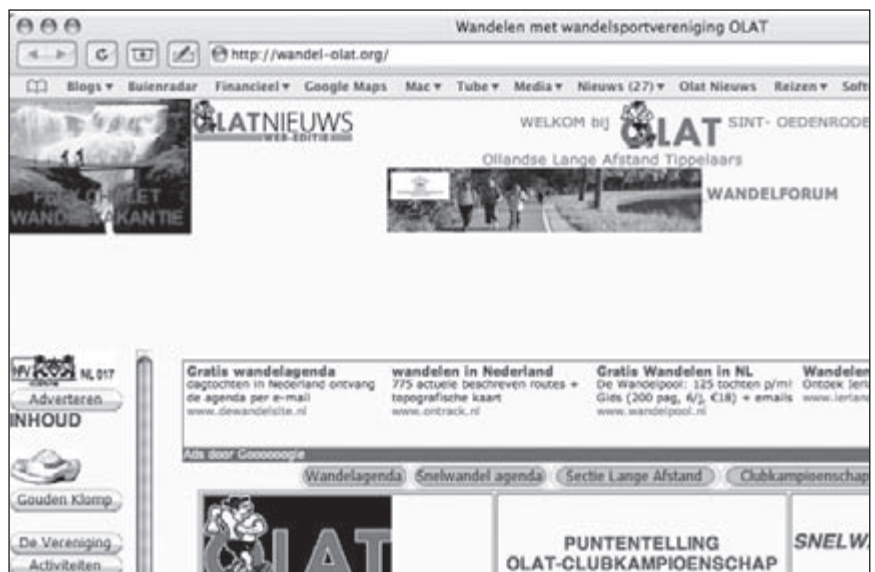 Wandelen met wandelsportvereniging OLAT
http://wandel-olat.org/
Blogs Buienradar Financieel Google Maps Mac Tube Media Nieuws (27) Olat Nieuws Reizen Soft
OLATNIEUWS
WEB-EDITIE
WELKOM bij OLAT SINT- OEDENRODE
Ollandse Lange Afstand Tippelaars
WANDELFORUM
NL 017
Adverteren
INHOUD
Gouden Klomp
De Vereniging
Activiteiten
Gratis wandelagenda
dagtochten in Nederland ontvang
de agenda per e-mail
www.dewandelsite.nl
wandelen in Nederland
775 actuele beschreven routes +
topografische kaart
www.ontrack.nl
Gratis Wandelen in NL
De Wandelpool: 125 tochten p/m!
Gids (200 pag, 6/j, €18) + emails
www.wandelpool.nl
Wandelen
Ads door Goooooogle
Wandelagenda Snelwandel agenda Sectie Lange Afstand Clubkampioenschap
OLAT
PUNTENTELLING
OLAT-CLUBKAMPIOENSCHAP
SNELW